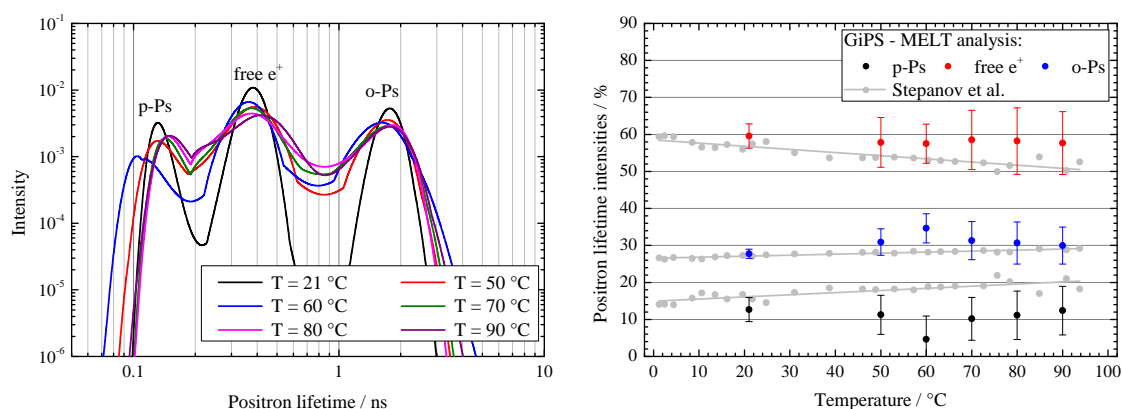 Intensity
10^-1
10^-2
10^-3
10^-4
10^-5
10^-6
p-Ps
free e^+
o-Ps
T = 21 °C
T = 50 °C
T = 60 °C
T = 70 °C
T = 80 °C
T = 90 °C
0.1
1
10
Positron lifetime / ns
Positron lifetime intensities / %
90
80
70
60
50
40
30
20
10
0
GiPS - MELT analysis:
p-Ps free e^+ o-Ps
Stepanov et al.
0 10 20 30 40 50 60 70 80 90 100
Temperature / °C